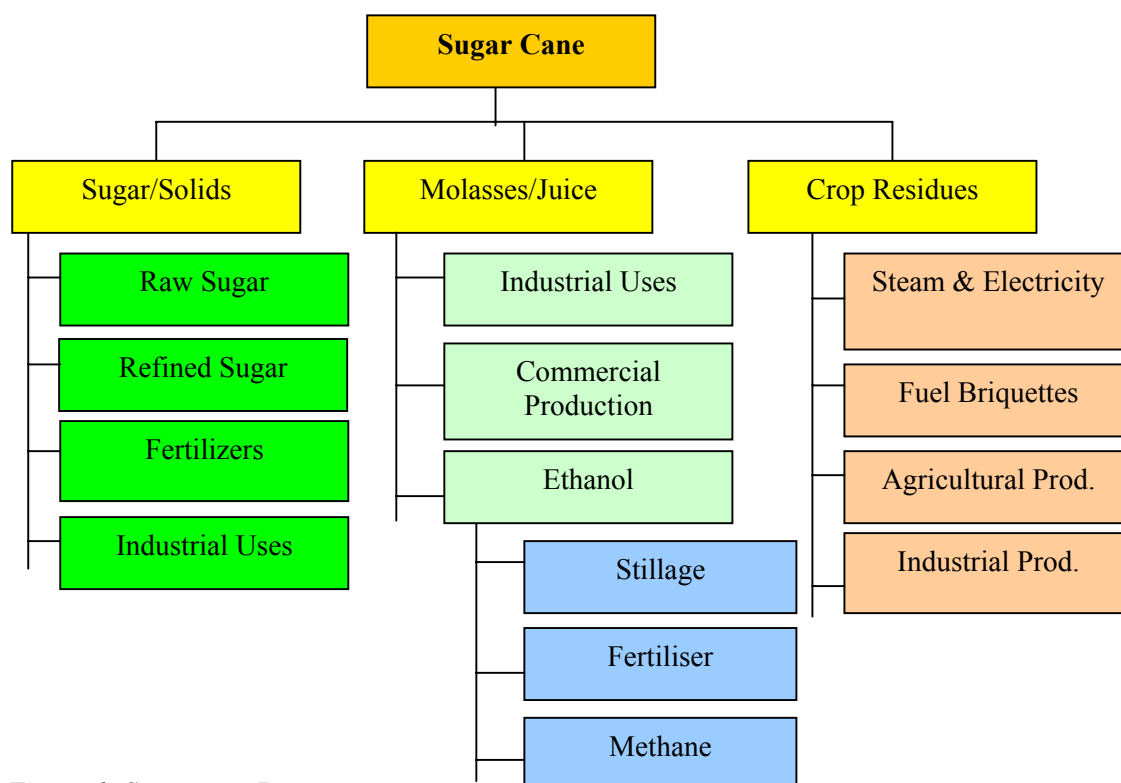 Sugar Cane
Sugar/Solids
Molasses/Juice
Crop Residues
Raw Sugar
Refined Sugar
Fertilizers
Industrial Uses
Industrial Uses
Commercial
Production
Ethanol
Stillage
Fertiliser
Methane
Steam & Electricity
Fuel Briquettes
Agricultural Prod.
Industrial Prod.